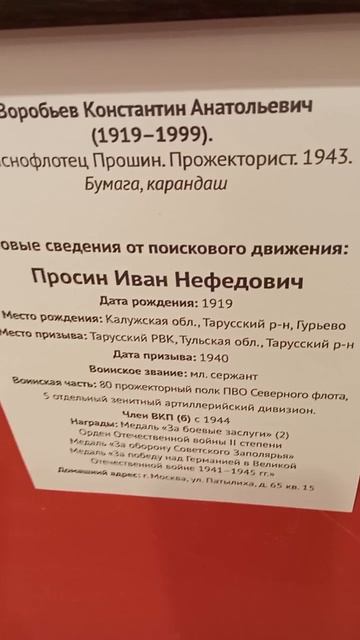 Воробьев Константин Анатольевич
(1919–1999).
снофлотец Прошин. Прожекторист. 1943.
Бумага, карандаш
овые сведения от поискового движения:
Просин Иван Нефедович
Дата рождения: 1919
Место рождения: Калужская обл., Тарусский р-н, Гурьево
Место призыва: Тарусский РВК, Тульская обл., Тарусский р-н
Дата призыва: 1940
Воинское звание: мл. сержант
Воинская часть: 80 прожекторный полк ПВО Северного флота,
5 отдельный зенитный артиллерийский дивизион.
Член ВКП (б) с 1944
Награды: Медаль «За боевые заслуги» (2)
Орден Отечественной войны II степени
Медаль «За оборону Советского Заполярья»
Медаль «За победу над Германией в Великой
Отечественной войне 1941–1945 гг.»
Домашний адрес: г. Москва, ул. Патылиха, д. 65 кв. 15